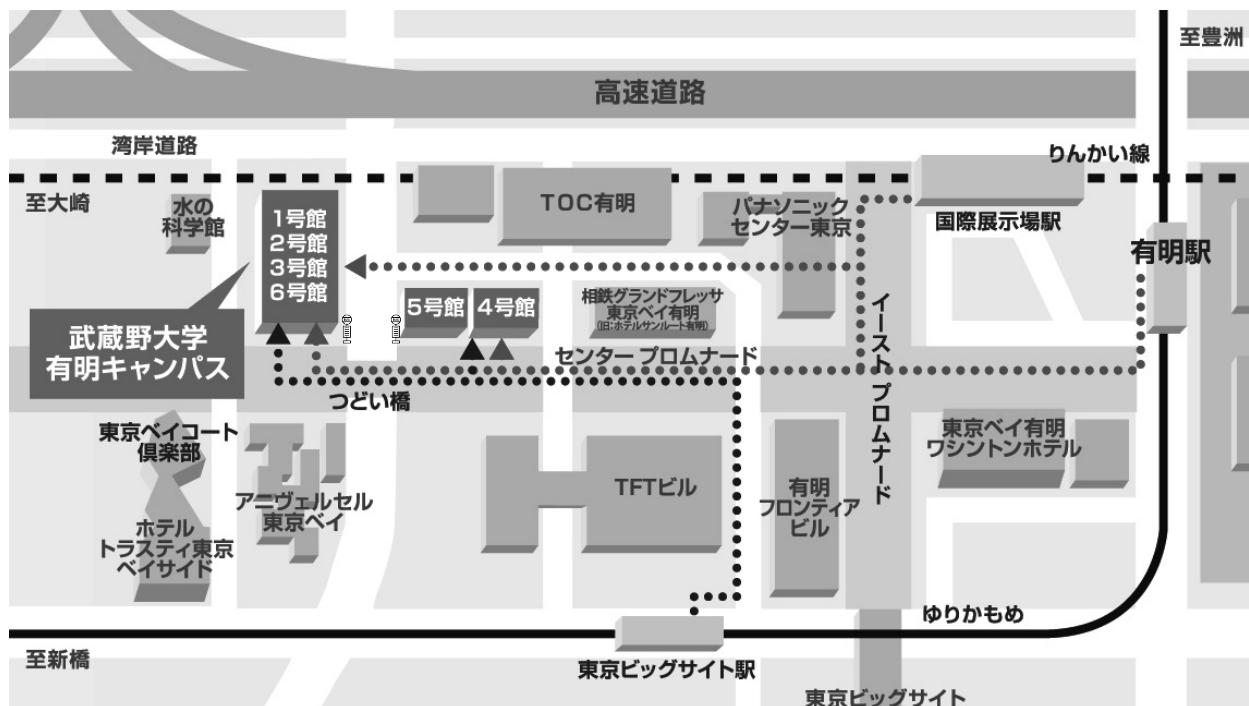 至豊洲
高速道路
湾岸道路
りんかい線
至大崎
水の
科学館
1号館
2号館
3号館
6号館
TOC有明
パナソニック
センター東京
国際展示場駅
有明駅
武蔵野大学
有明キャンパス
5号館
4号館
相鉄グランドフレッサ
東京ベイ有明
(旧:ホテルサンルート有明)
イースト プロムナード
センター プロムナード
つどい橋
東京ベイコート
倶楽部
アニヴェルセル
東京ベイ
ホテル
トラスティ東京
ベイサイド
TFTビル
有明
フロンティア
ビル
東京ベイ有明
ワシントンホテル
ゆりかもめ
至新橋
東京ビッグサイト駅
東京ビッグサイト